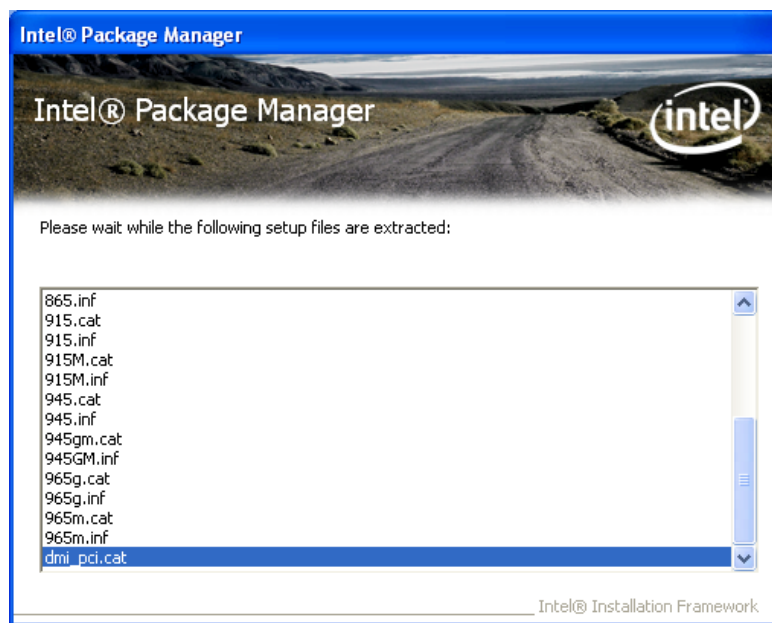 Intel® Package Manager
Intel® Package Manager
intel
Please wait while the following setup files are extracted:
865.inf
915.cat
915.inf
915M.cat
915M.inf
945.cat
945.inf
945gm.cat
945GM.inf
965g.cat
965g.inf
965m.cat
965m.inf
dmi_pci.cat
Intel® Installation Framework